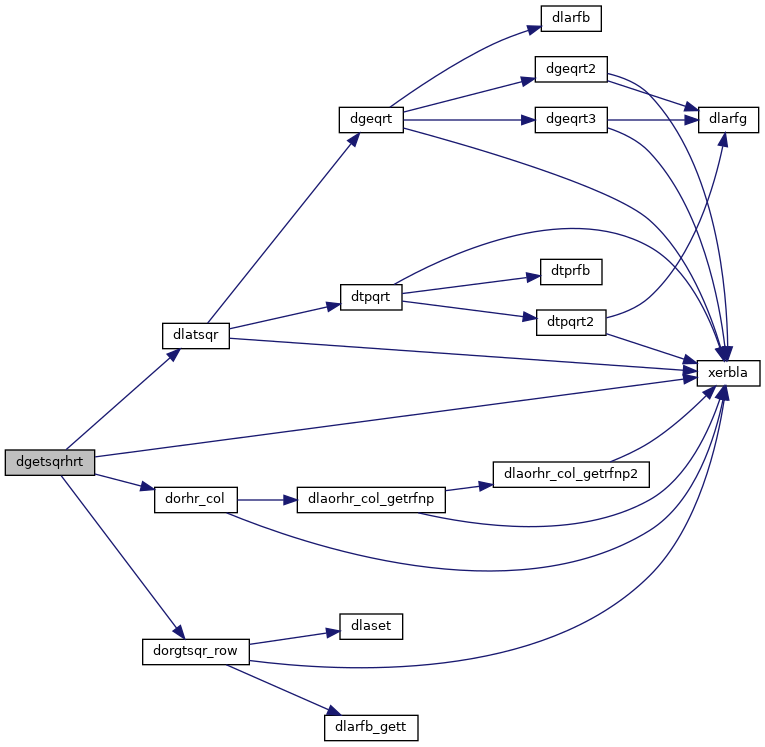 dlarfb
dgeqrt2
dgeqrt
dgeqrt3
dlarfg
dtprfb
dtpqrt
dtpqrt2
dlatsqr
xerbla
dgetsqrhrt
dlaorhr_col_getrfnp2
dorhr_col
dlaorhr_col_getrfnp
dlaset
dorgtsqr_row
dlarfb_gett